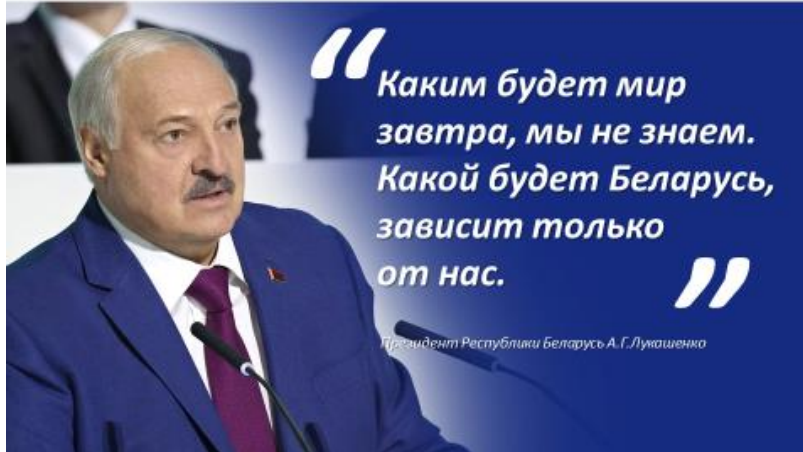 “
Каким будет мир
завтра, мы не знаем.
Какой будет Беларусь,
зависит только
от нас.
”
Президент Республики Беларусь А.Г.Лукашенко